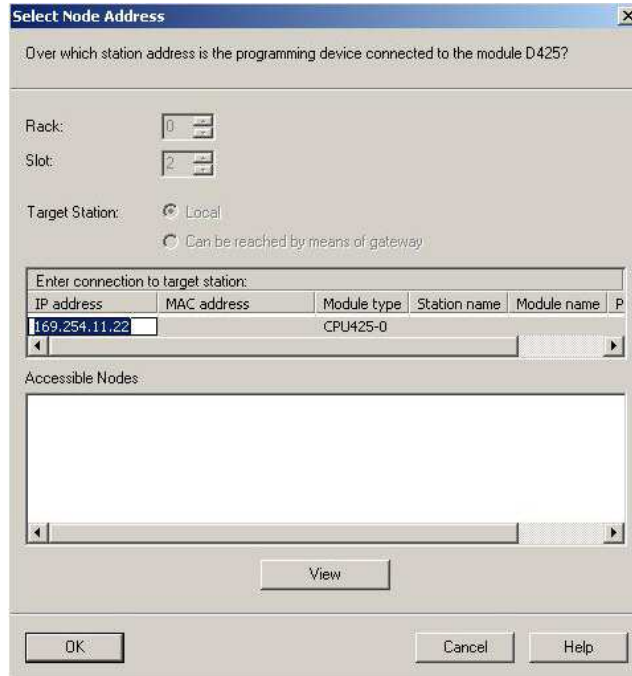 Select Node Address
Over which station address is the programming device connected to the module D425?
Rack: 0
Slot: 2
Target Station: Local
Can be reached by means of gateway
Enter connection to target station:
IP address MAC address Module type Station name Module name P
169.254.11.22 CPU425-0
Accessible Nodes
View
OK Cancel Help